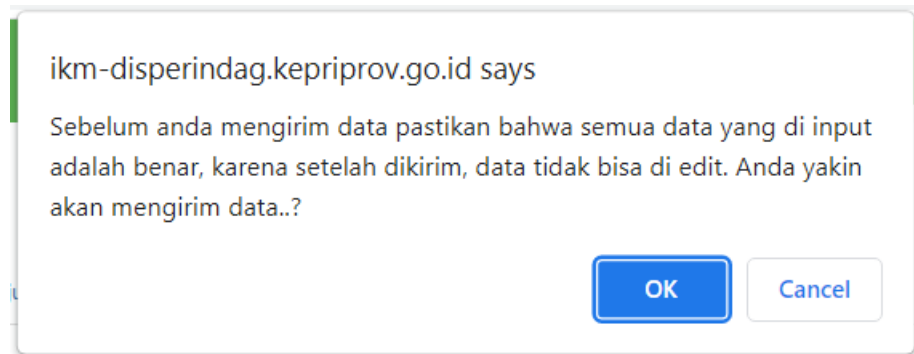 ikm-disperindag.kepriprov.go.id says
Sebelum anda mengirim data pastikan bahwa semua data yang di input
adalah benar, karena setelah dikirim, data tidak bisa di edit. Anda yakin
akan mengirim data..?
OK
Cancel